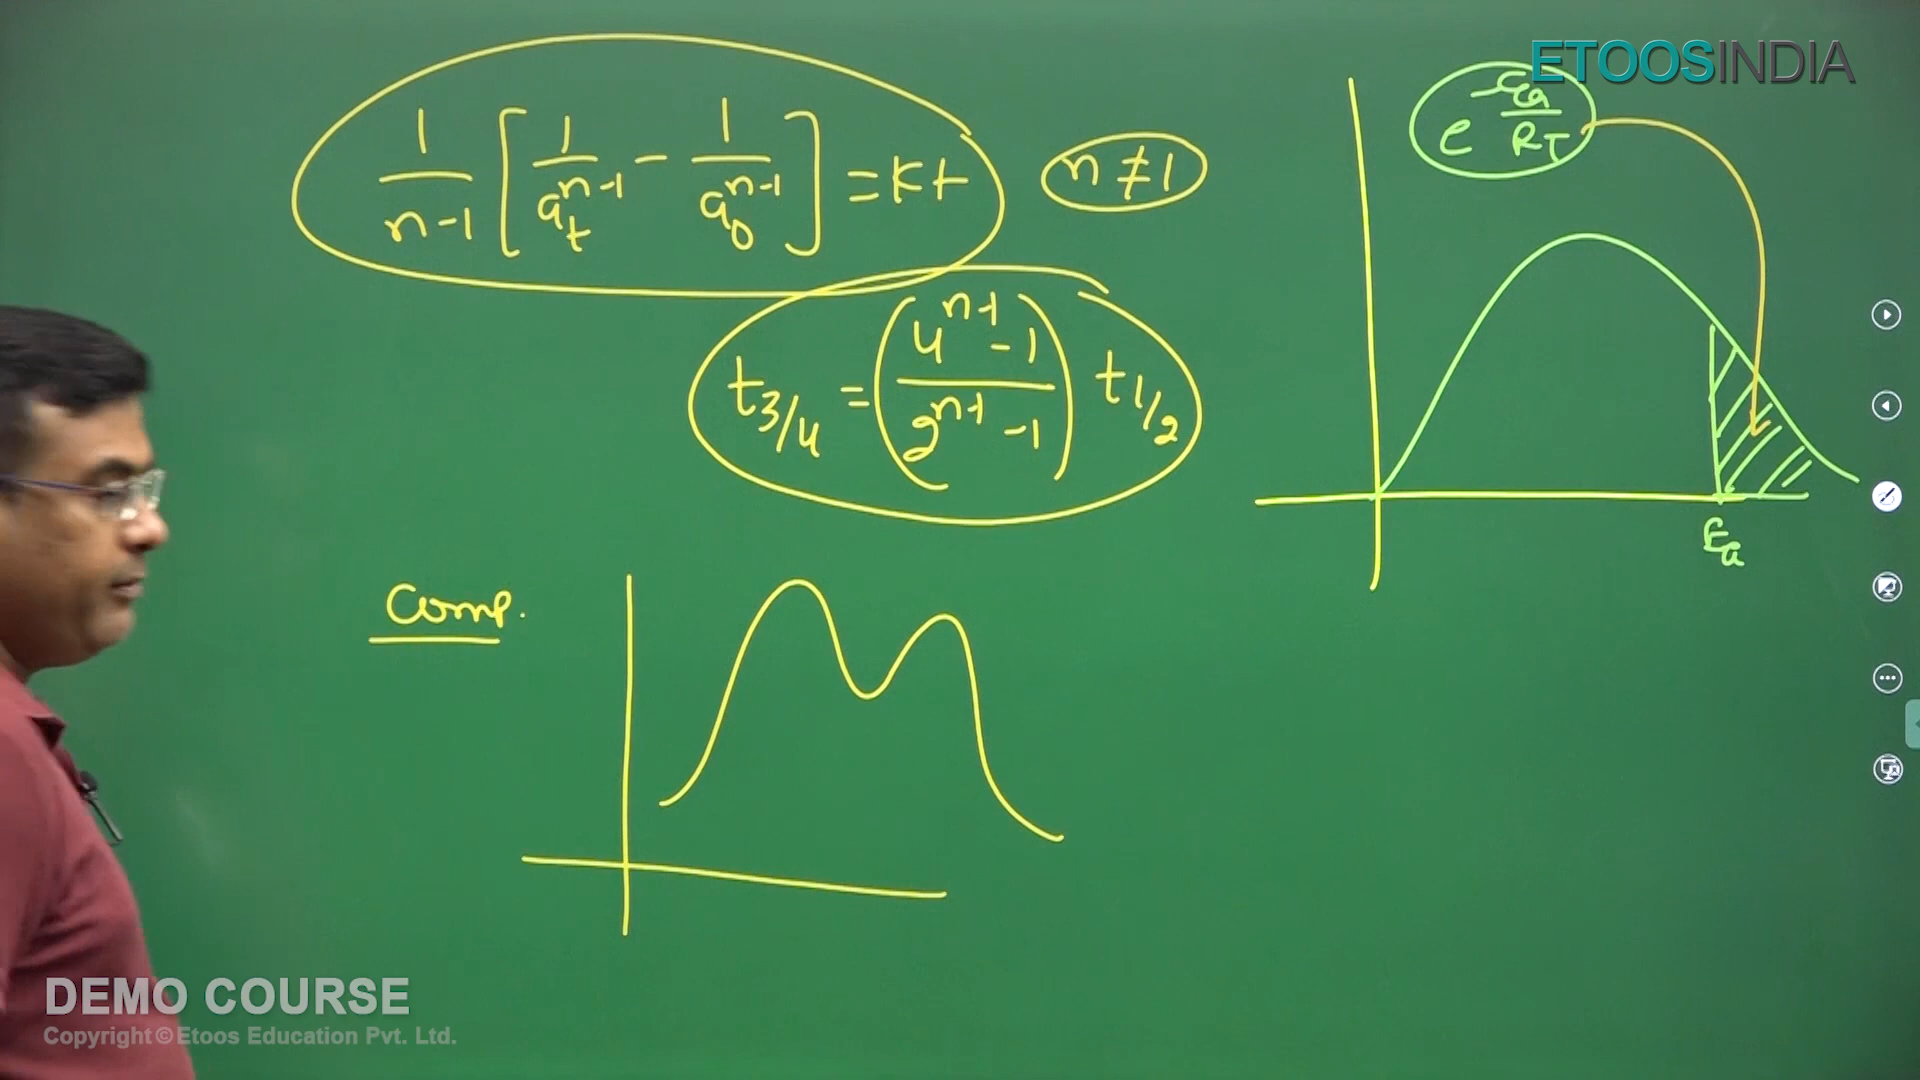 ETOOSINDIA
1/(n-1) [1/a_t^(n-1) - 1/a_0^(n-1)] = Kt
n ≠ 1
e^(-Ea/RT)
t_3/4 = ((4^(n-1) - 1)/(2^(n-1) - 1)) t_1/2
Ea
Comp.
DEMO COURSE
Copyright © Etoos Education Pvt. Ltd.